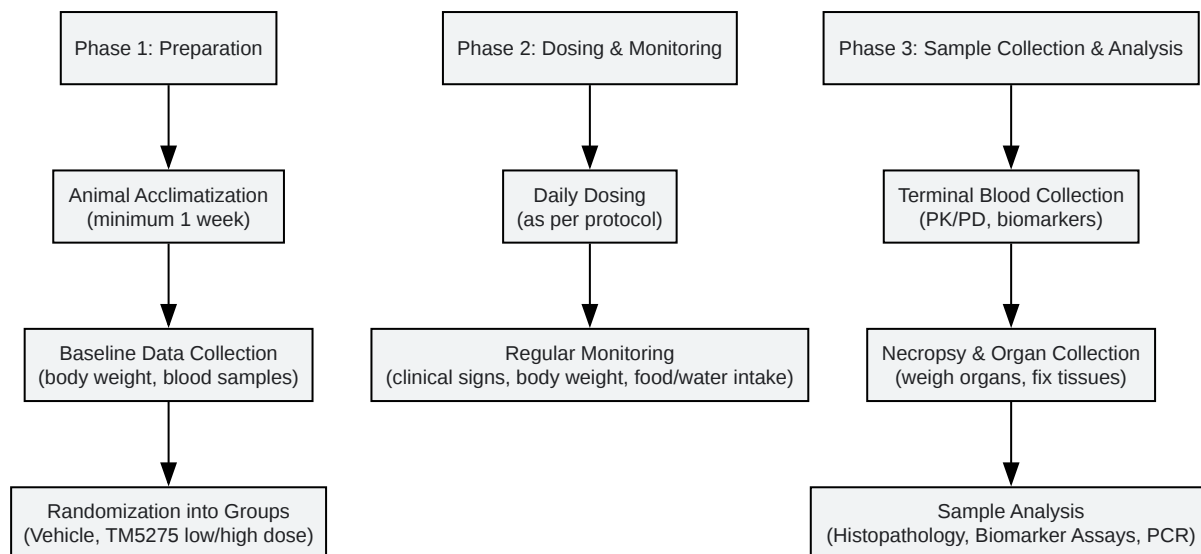 Phase 1: Preparation
Animal Acclimatization
(minimum 1 week)
Baseline Data Collection
(body weight, blood samples)
Randomization into Groups
(Vehicle, TM5275 low/high dose)
Phase 2: Dosing & Monitoring
Daily Dosing
(as per protocol)
Regular Monitoring
(clinical signs, body weight, food/water intake)
Phase 3: Sample Collection & Analysis
Terminal Blood Collection
(PK/PD, biomarkers)
Necropsy & Organ Collection
(weigh organs, fix tissues)
Sample Analysis
(Histopathology, Biomarker Assays, PCR)